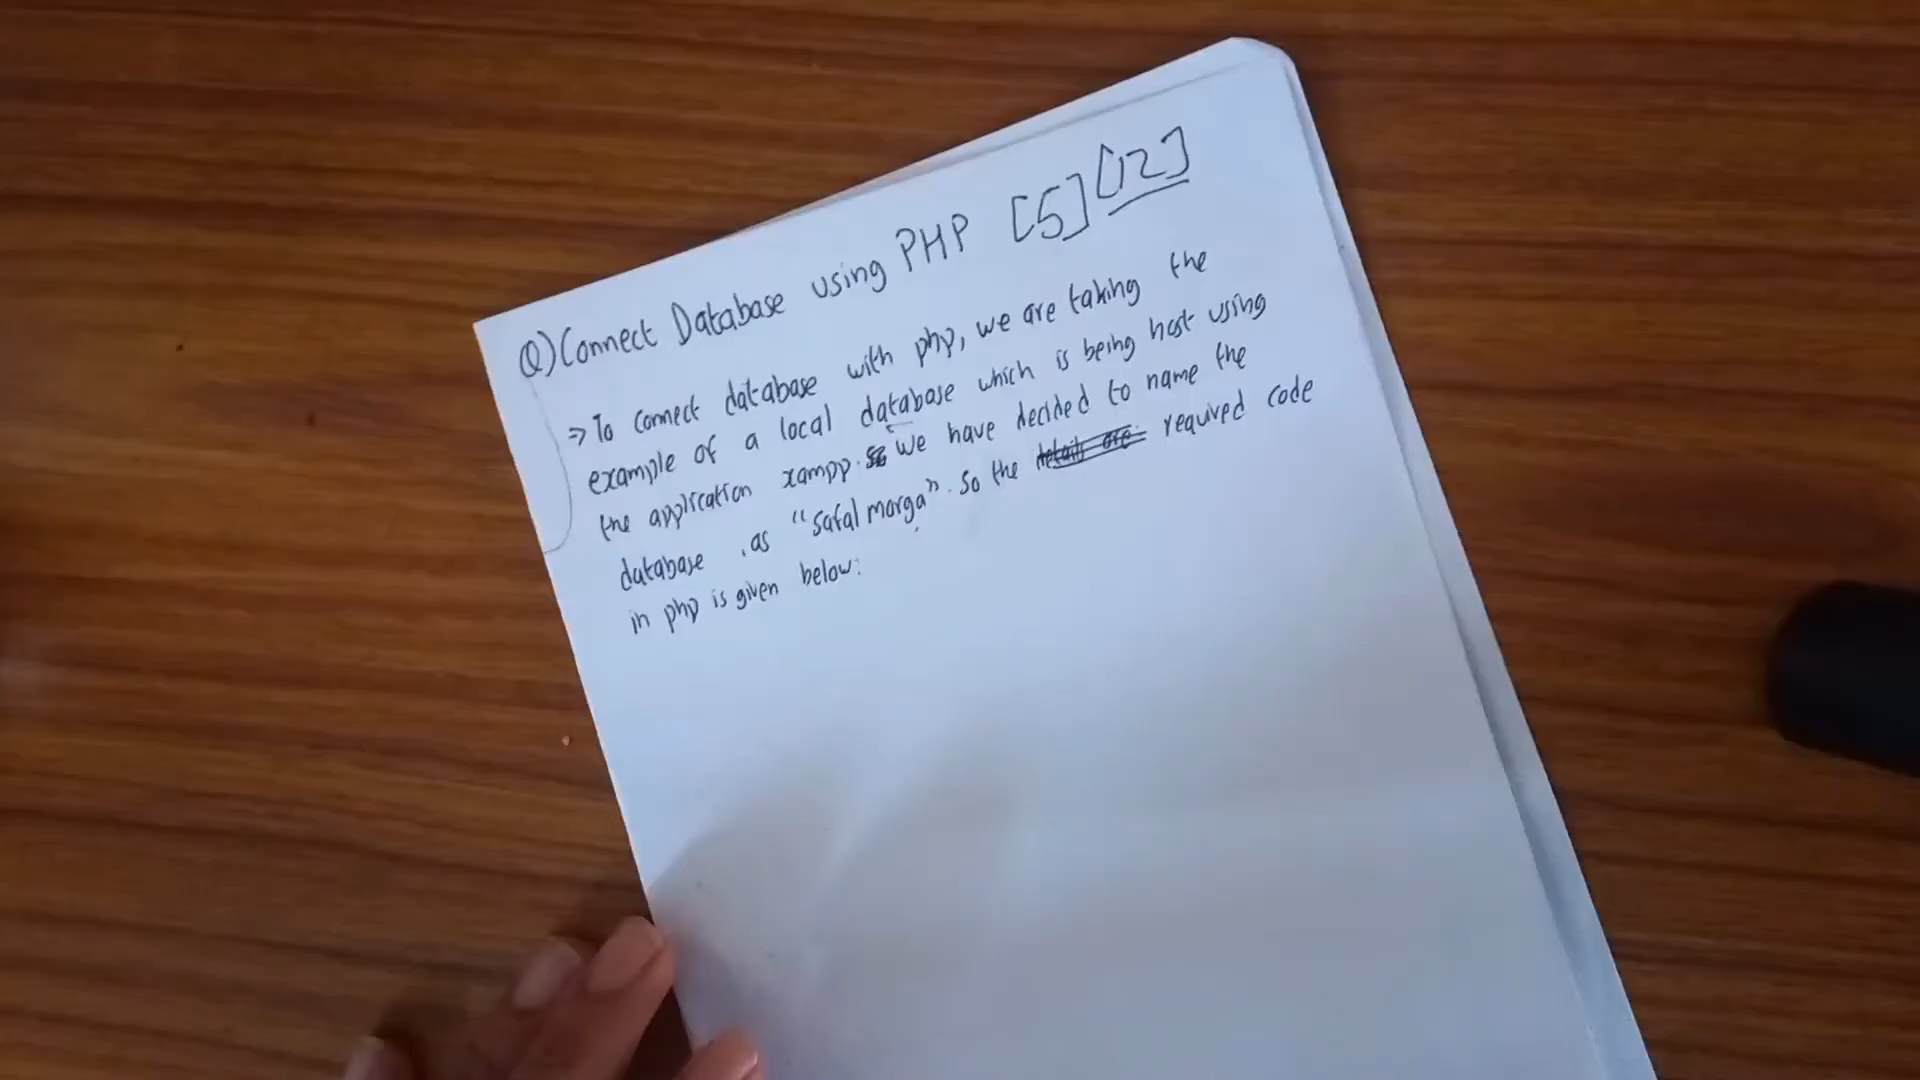 Q) Connect Database using PHP [5] [12]
⇒ To connect database with php, we are taking the
example of a local database which is being host using
the application xampp. we have decided to name the
database as "safal morga". so the details are required code
in php is given below: